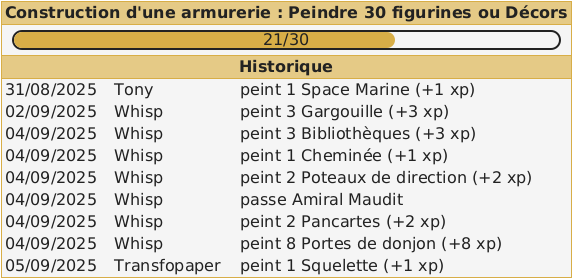 Construction d'une armurerie : Peindre 30 figurines ou Décors
21/30
Historique
31/08/2025 Tony peint 1 Space Marine (+1 xp)
02/09/2025 Whisp peint 3 Gargouille (+3 xp)
04/09/2025 Whisp peint 3 Bibliothèques (+3 xp)
04/09/2025 Whisp peint 1 Cheminée (+1 xp)
04/09/2025 Whisp peint 2 Poteaux de direction (+2 xp)
04/09/2025 Whisp passe Amiral Maudit
04/09/2025 Whisp peint 2 Pancartes (+2 xp)
04/09/2025 Whisp peint 8 Portes de donjon (+8 xp)
05/09/2025 Transfopaper peint 1 Squelette (+1 xp)